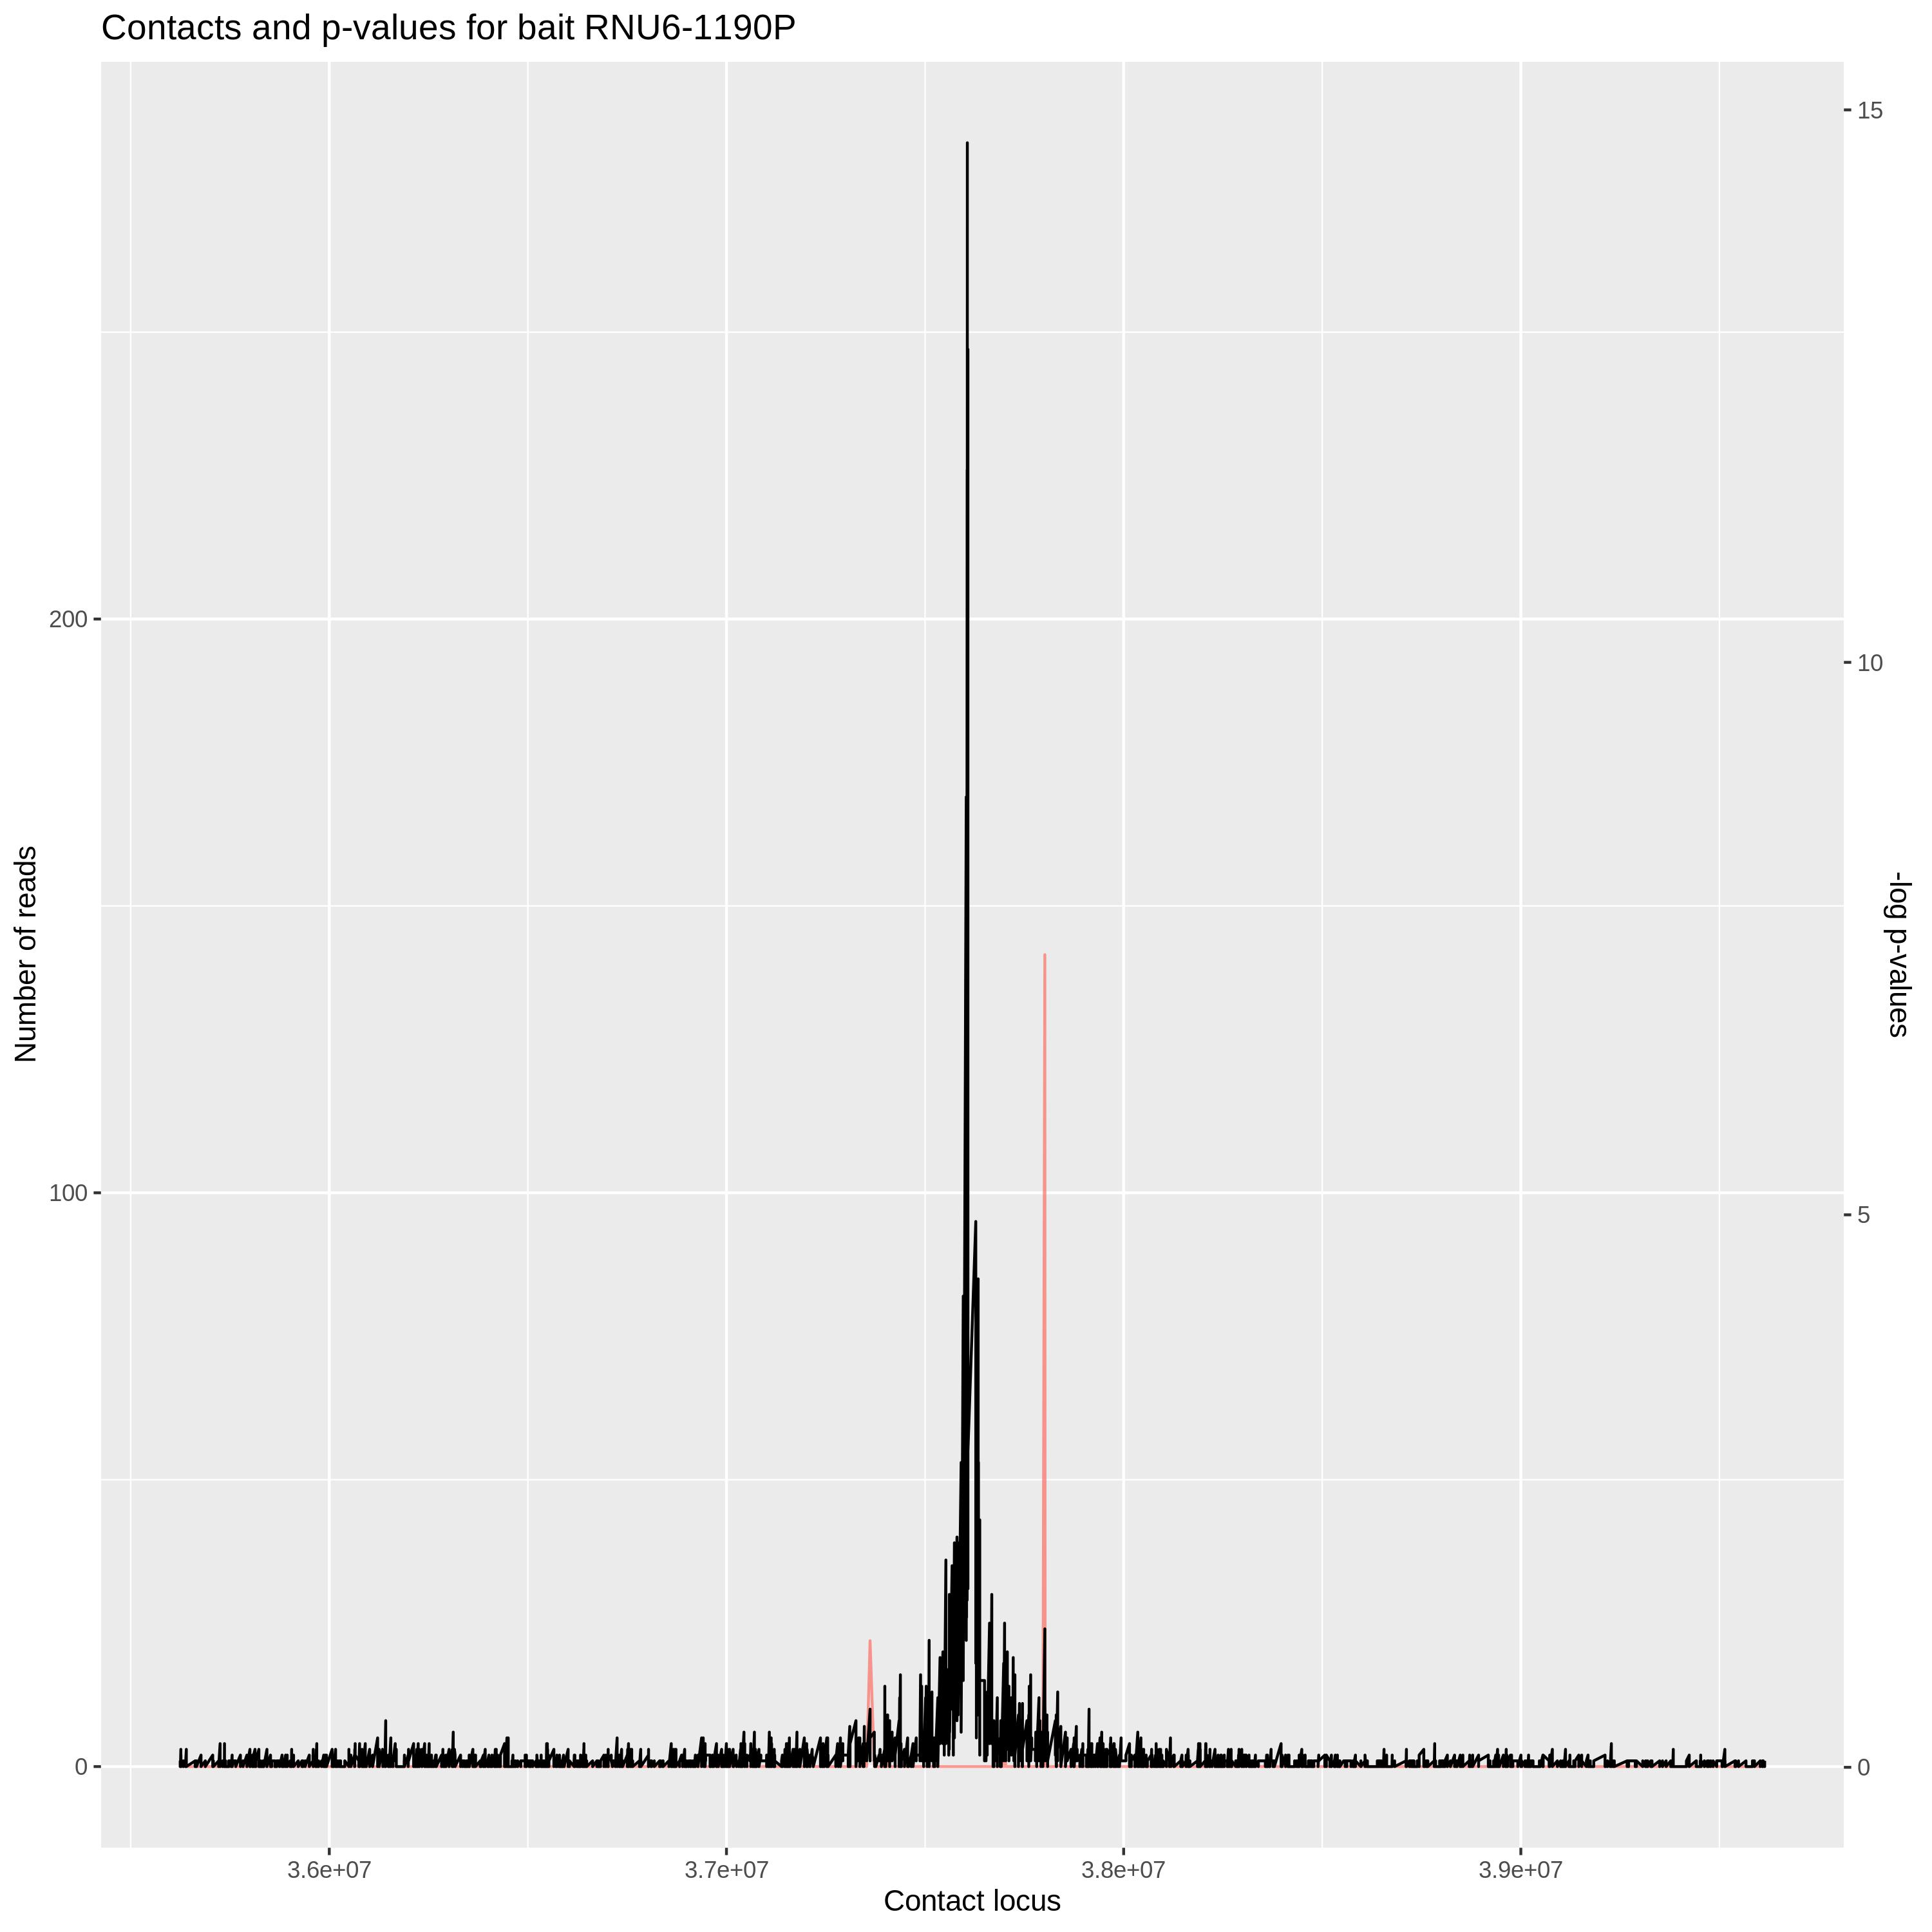 Contacts and p-values for bait RNU6-1190P
15
200
10
Number of reads
-log p-values
100
5
0
0
3.6e+07
3.7e+07
3.8e+07
3.9e+07
Contact locus